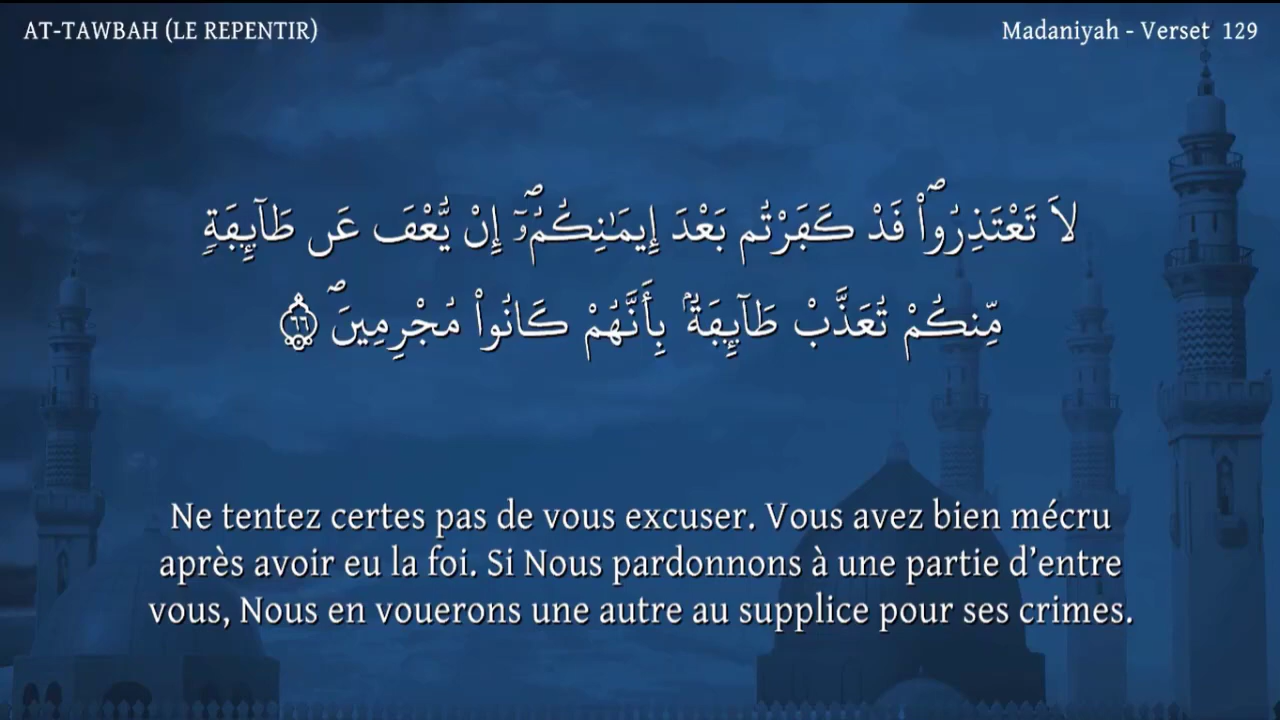 AT-TAWBAH (LE REPENTIR)
Madaniyah - Verset 129
لَا تَعْتَذِرُواْۖ قَدْ كَفَرْتُم بَعْدَ إِيمَٰنِكُمُۥٓۖ إِنْ يُّعْفَ عَن طَآئِفَةٖ
مِّنكُمْ تُعَذَّبْ طَآئِفَةُۢ بِأَنَّهُمْ كَانُواْ مُجْرِمِينَۖ ٦٦
Ne tentez certes pas de vous excuser. Vous avez bien mécru
après avoir eu la foi. Si Nous pardonnons à une partie d’entre
vous, Nous en vouerons une autre au supplice pour ses crimes.